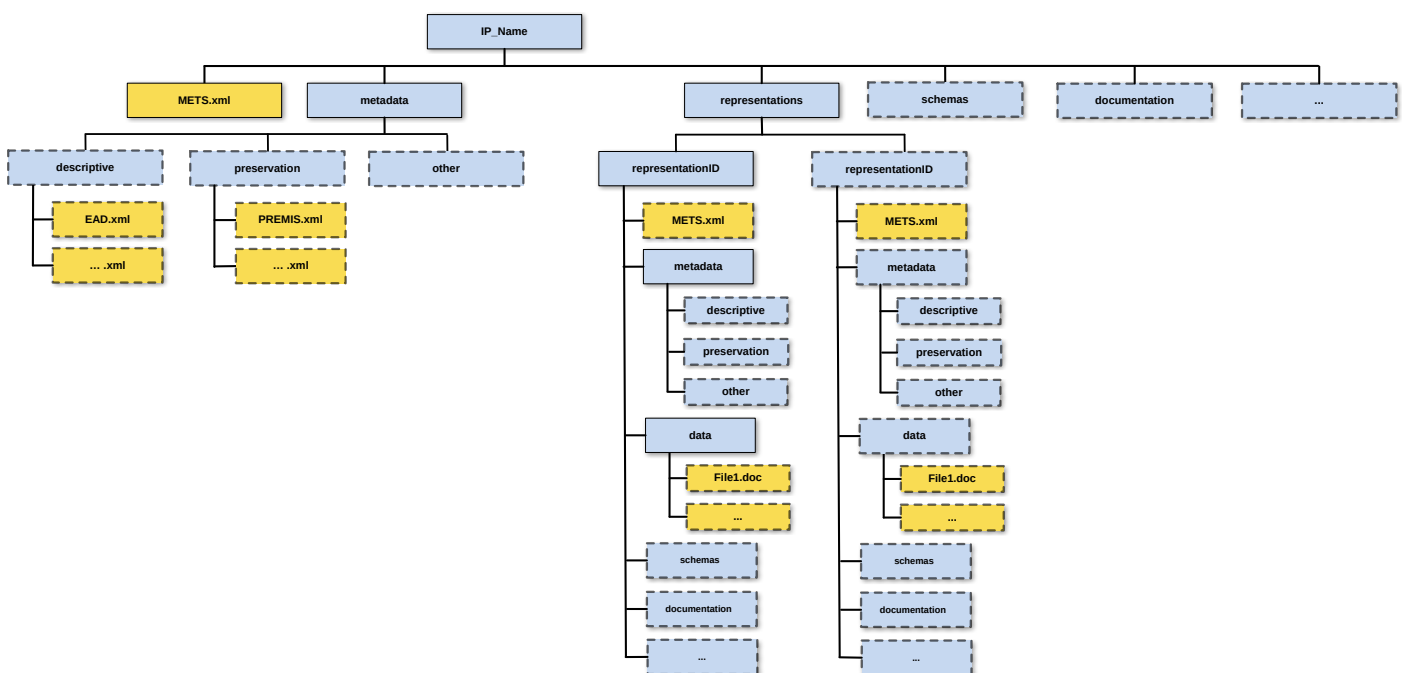 IP_Name
METS.xml
metadata
representations
schemas
documentation
...
descriptive
preservation
other
EAD.xml
PREMIS.xml
... .xml
... .xml
representationID
METS.xml
metadata
descriptive
preservation
other
data
File1.doc
...
schemas
documentation
...
representationID
METS.xml
metadata
descriptive
preservation
other
data
File1.doc
...
schemas
documentation
...